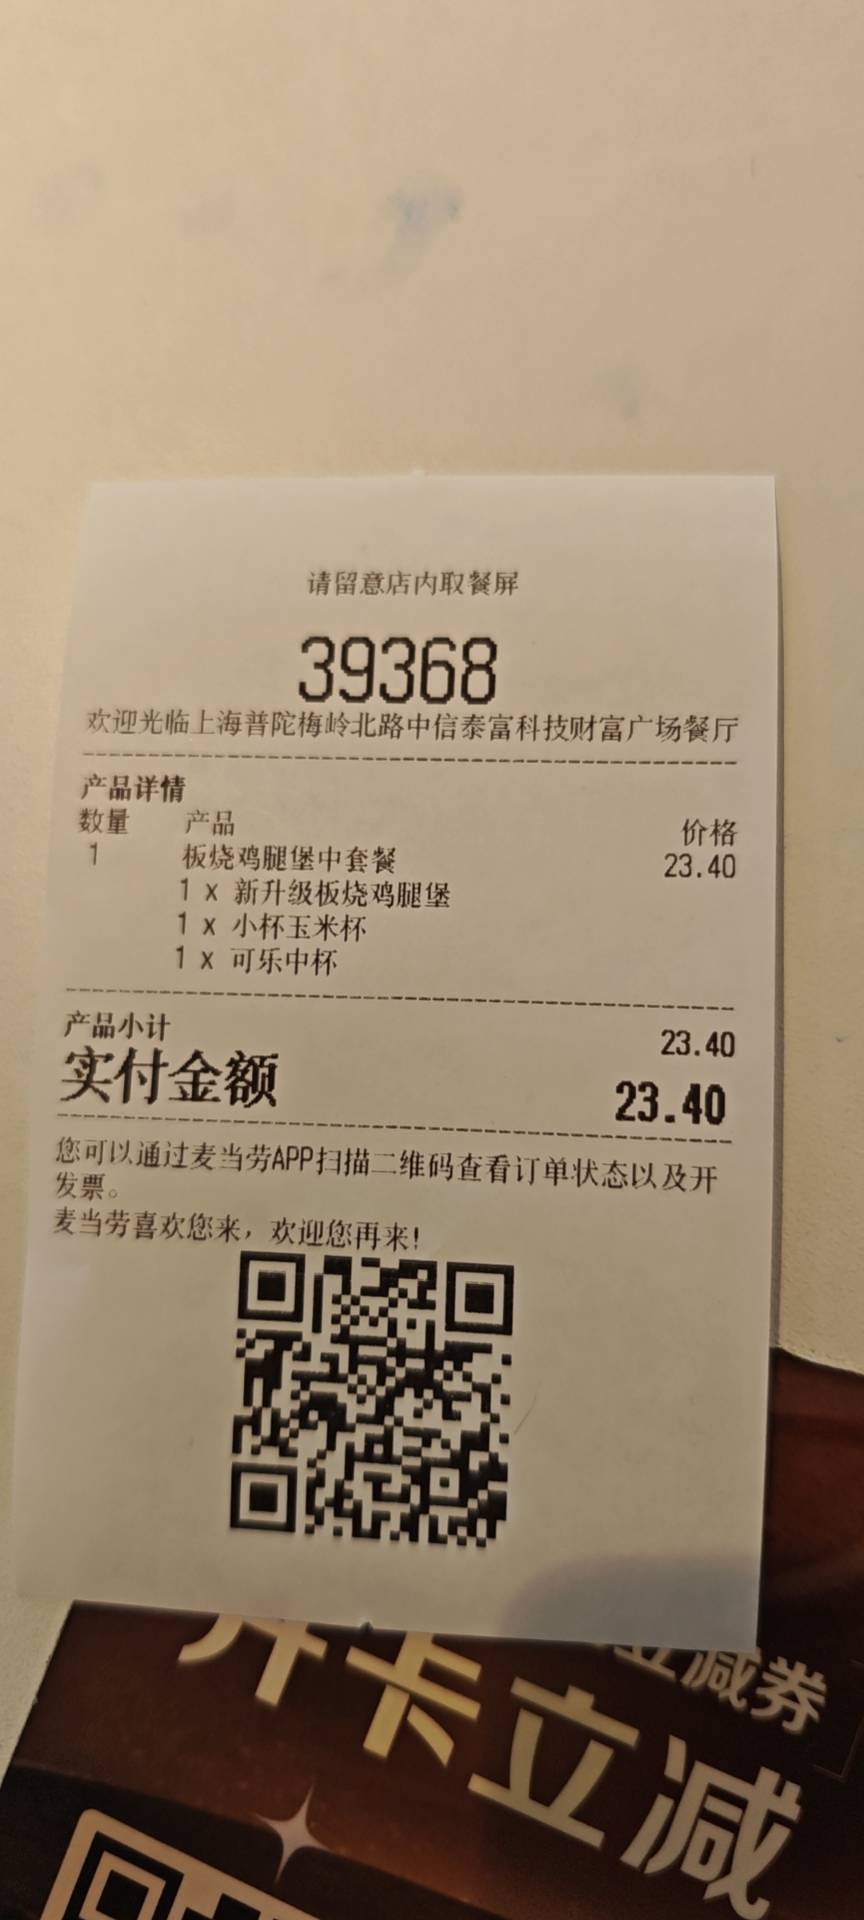 请留意店内取餐屏
39368
欢迎光临上海普陀梅岭北路中信泰富科技财富广场餐厅
产品详情
数量 产品 价格
1 板烧鸡腿堡中套餐 23.40
1 x 新升级板烧鸡腿堡
1 x 小杯玉米杯
1 x 可乐中杯
产品小计 23.40
实付金额 23.40
您可以通过麦当劳APP扫描二维码查看订单状态以及开
发票。
麦当劳喜欢您来，欢迎您再来!
立减券
卡立减